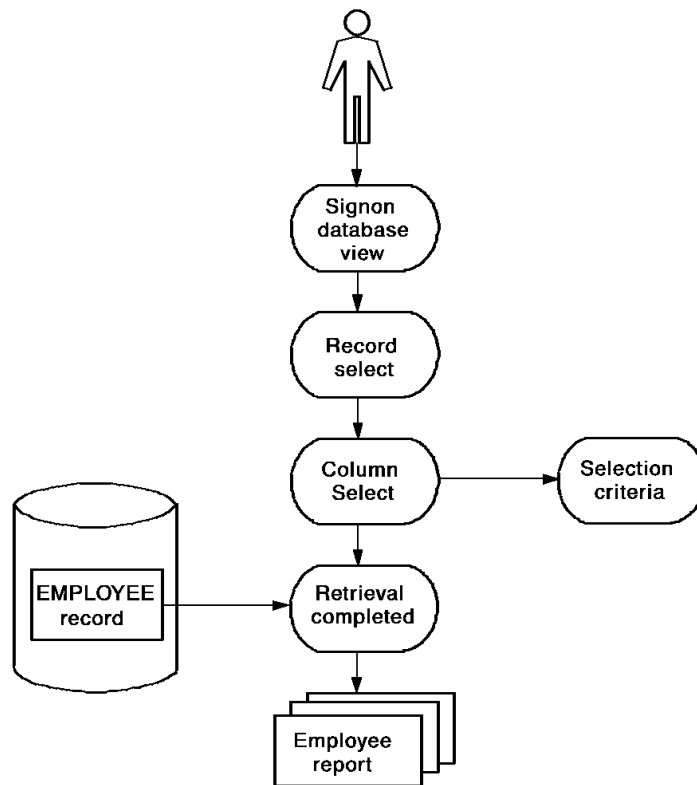 Signon
database
view
Record
select
Column
Select
Selection
criteria
EMPLOYEE
record
Retrieval
completed
Employee
report